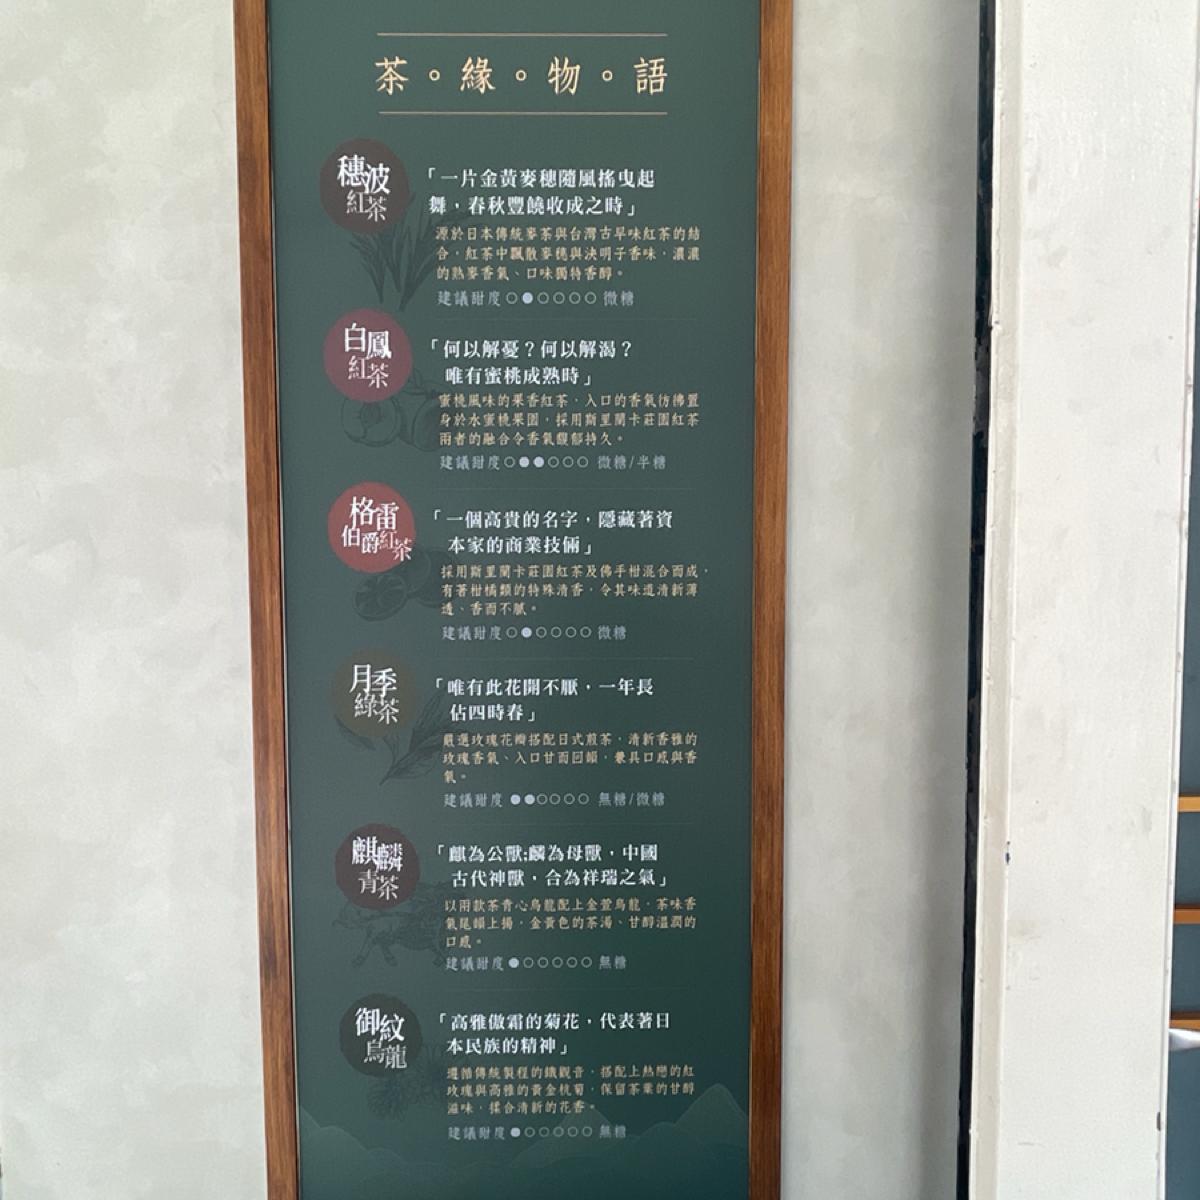 茶。緣。物。語
穗波
紅茶
「一片金黃麥穗隨風搖曳起
舞，春秋豐饒收成之時」
源於日本傳統麥茶與台灣古早味紅茶的結
合，紅茶中飄散麥穗與決明子香味，濃濃
的熟麥香氣、口味獨特香醇。
建議甜度○●○○○○ 微糖
白鳳
紅茶
「何以解憂？何以解渴？
唯有蜜桃成熟時」
蜜桃風味的果香紅茶，入口的香氣彷彿置
身於水蜜桃果園，採用斯里蘭卡莊園紅茶
兩者的融合令香氣馥郁持久。
建議甜度○●●○○○ 微糖/半糖
格雷
伯爵紅茶
「一個高貴的名字，隱藏著資
本家的商業技倆」
採用斯里蘭卡莊園紅茶及佛手柑混合而成，
有著柑橘類的特殊清香，令其味道清新薄
透、香而不膩。
建議甜度○●○○○○ 微糖
月季
綠茶
「唯有此花開不厭，一年長
佔四時春」
嚴選玫瑰花瓣搭配日式煎茶，清新香雅的
玫瑰香氣、入口甘而回韻，兼具口感與香
氣。
建議甜度●●○○○○ 無糖/微糖
麒麟
青茶
「麒為公獸;麟為母獸，中國
古代神獸，合為祥瑞之氣」
以兩款茶青心烏龍配上金萱烏龍，茶味香
氣尾韻上揚，金黃色的茶湯、甘醇溫潤的
口感。
建議甜度●○○○○○ 無糖
御紋
烏龍
「高雅傲霜的菊花，代表著日
本民族的精神」
遵循傳統製程的鐵觀音，搭配上熱戀的紅
玫瑰與高雅的黃金杭菊，保留茶葉的甘醇
滋味，揉合清新的花香。
建議甜度●○○○○○ 無糖